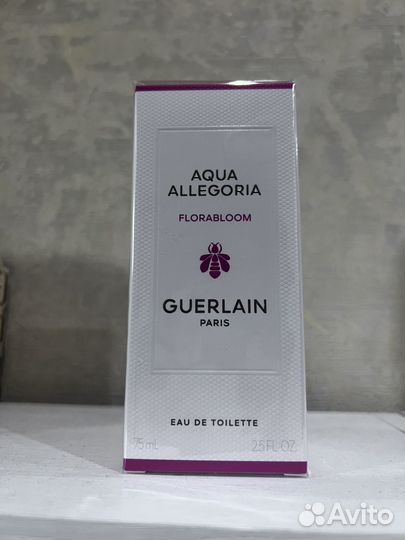 AQUA
ALLEGORIA
FLORABLOOM
GUERLAIN
PARIS
EAU DE TOILETTE
75 mL 2.5 FL.OZ.
Avito